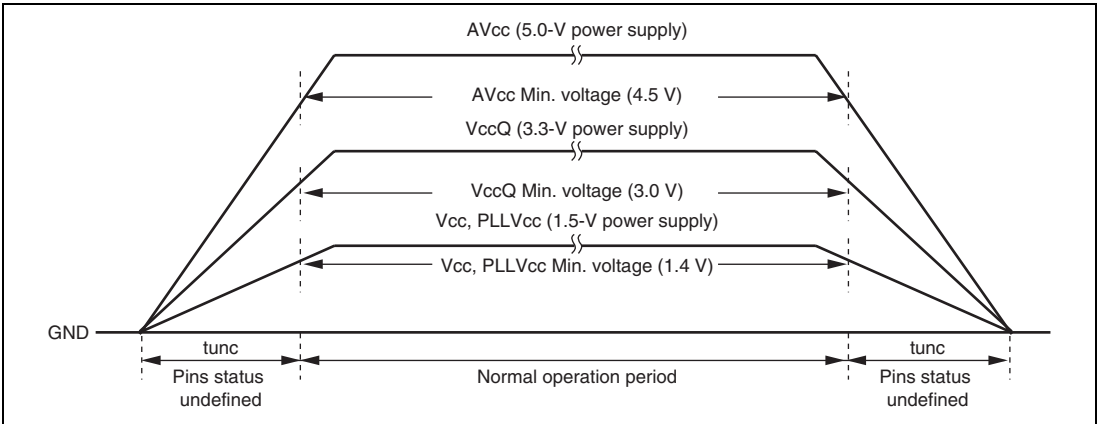 AVcc (5.0-V power supply)
AVcc Min. voltage (4.5 V)
VccQ (3.3-V power supply)
VccQ Min. voltage (3.0 V)
Vcc, PLLVcc (1.5-V power supply)
Vcc, PLLVcc Min. voltage (1.4 V)
GND
tunc
Pins status
undefined
Normal operation period
tunc
Pins status
undefined